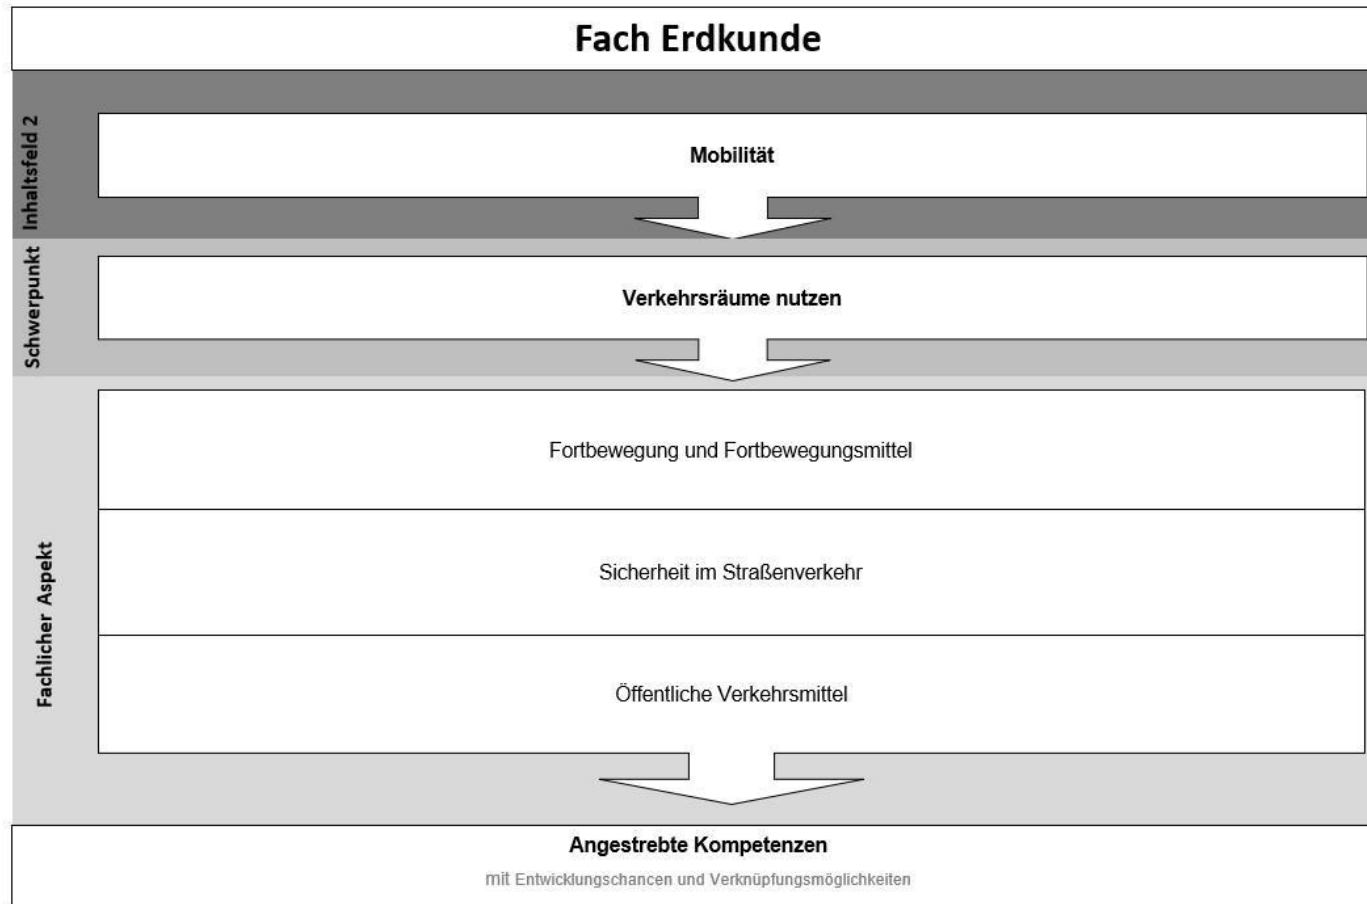 Fach Erdkunde
Inhaltsfeld 2
Mobilität
Schwerpunkt
Verkehrsräume nutzen
Fachlicher Aspekt
Fortbewegung und Fortbewegungsmittel
Sicherheit im Straßenverkehr
Öffentliche Verkehrsmittel
Angestrebte Kompetenzen
mit Entwicklungschancen und Verknüpfungsmöglichkeiten